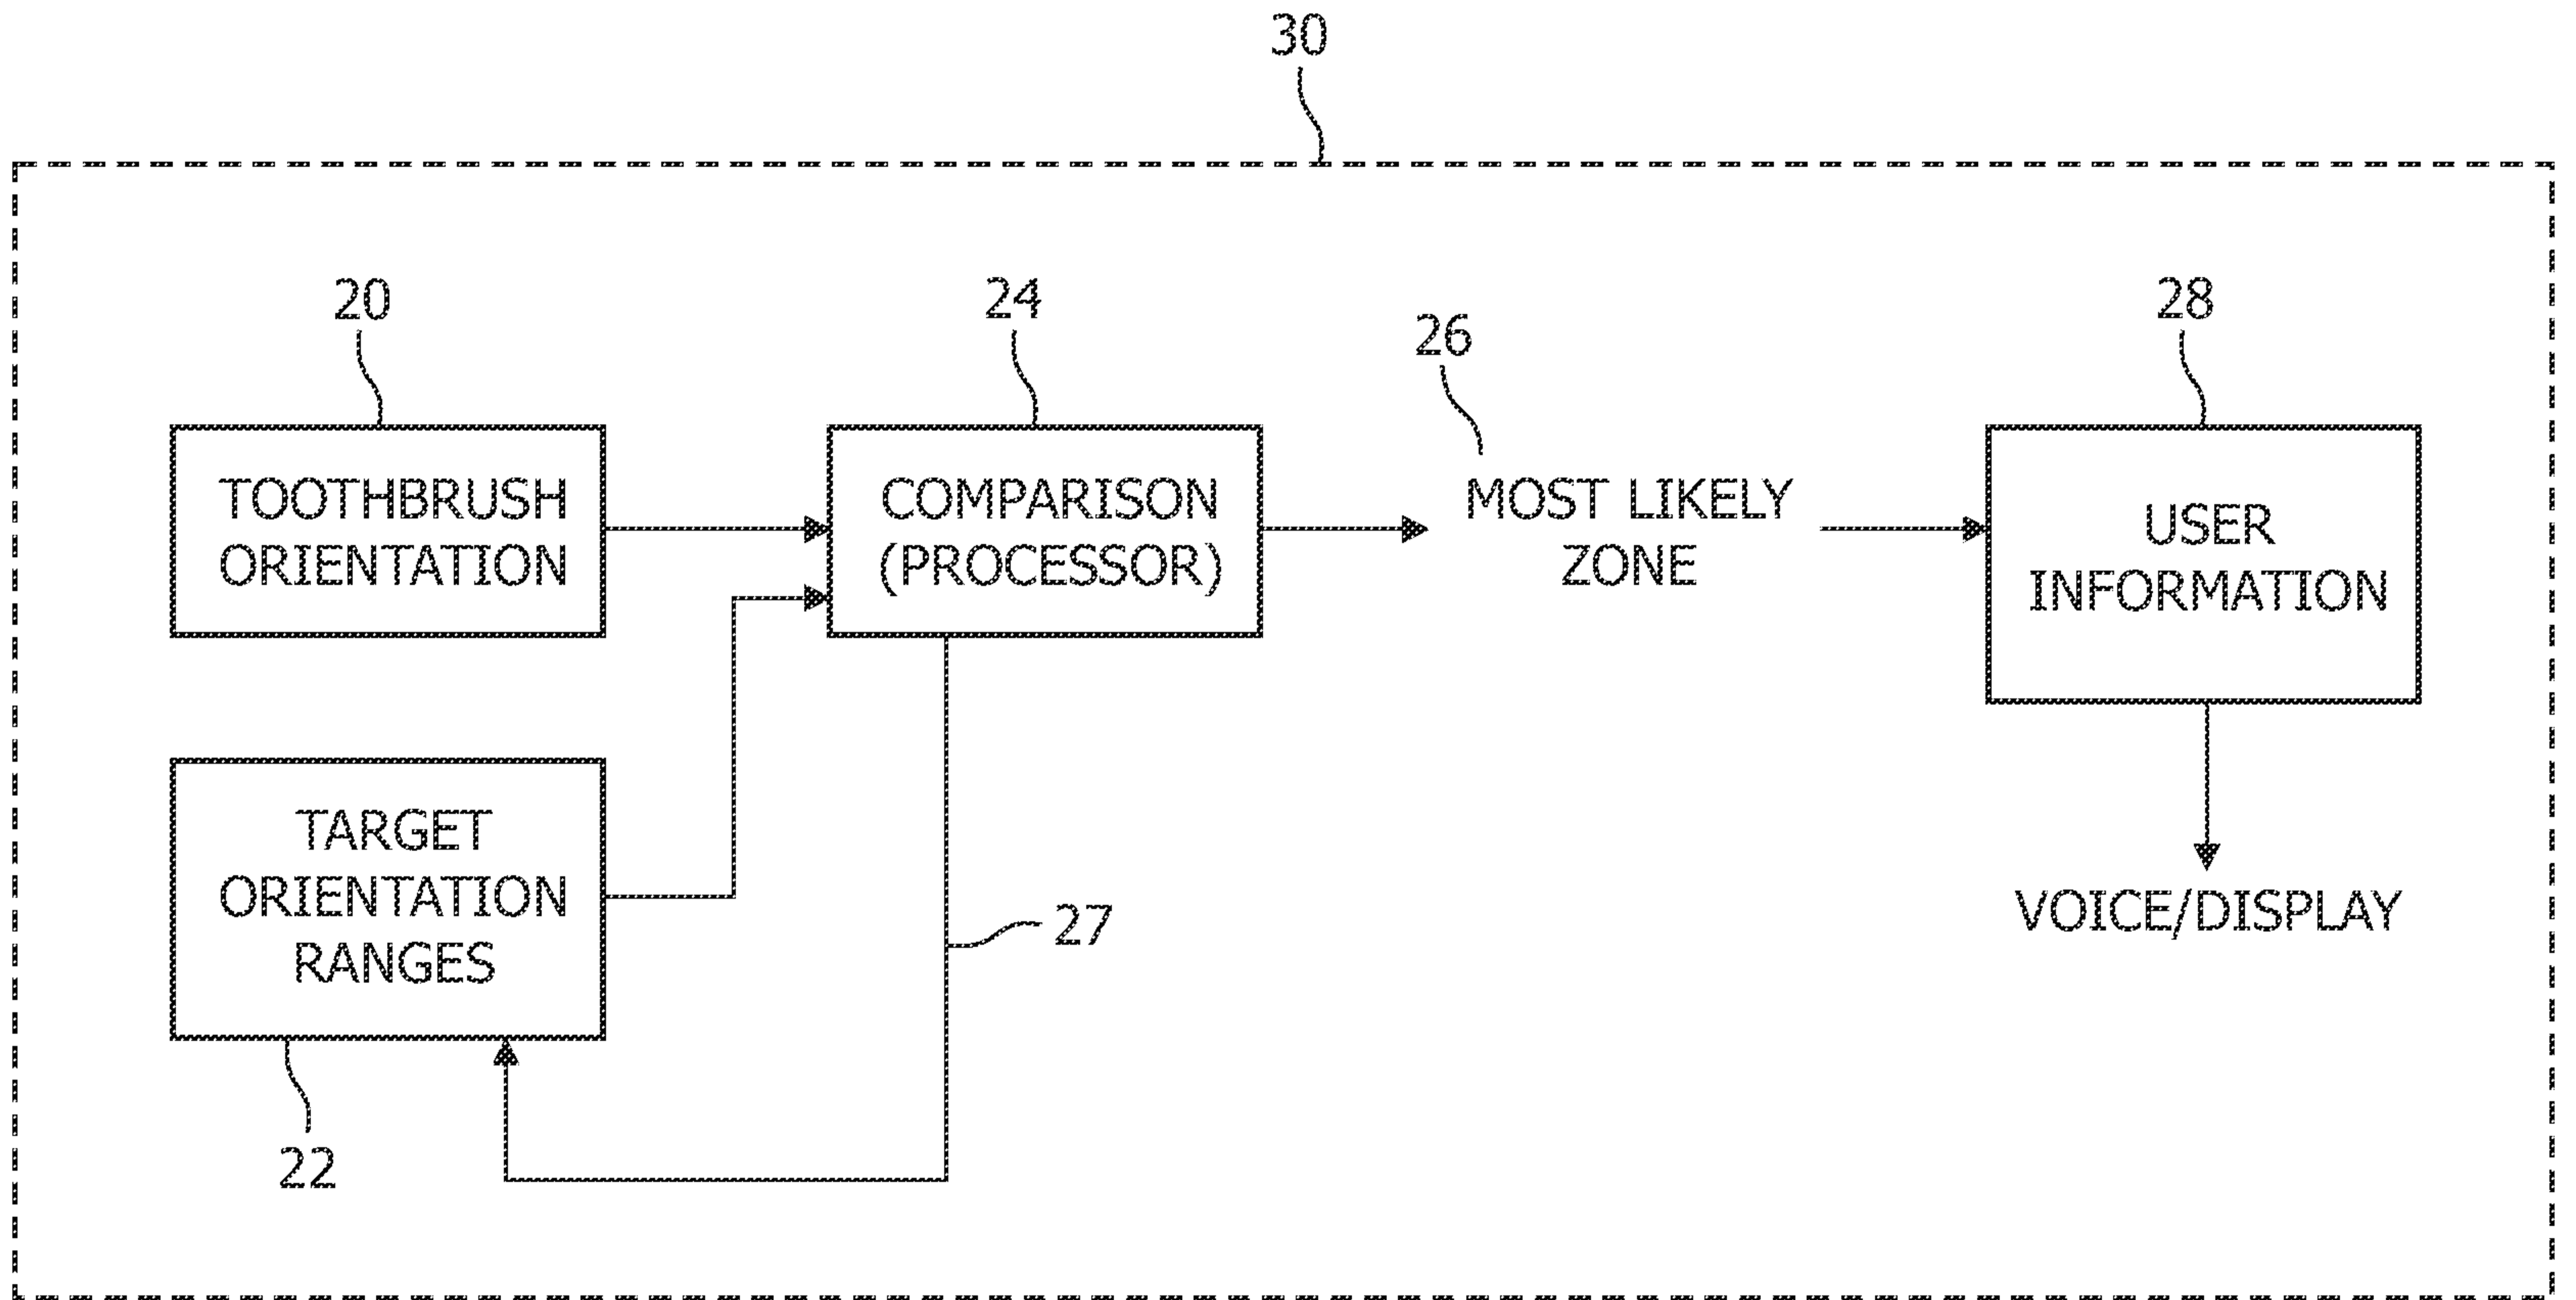 30
20
TOOTHBRUSH
ORIENTATION
24
COMPARISON
(PROCESSOR)
26
MOST LIKELY
ZONE
28
USER
INFORMATION
TARGET
ORIENTATION
RANGES
22
27
VOICE/DISPLAY